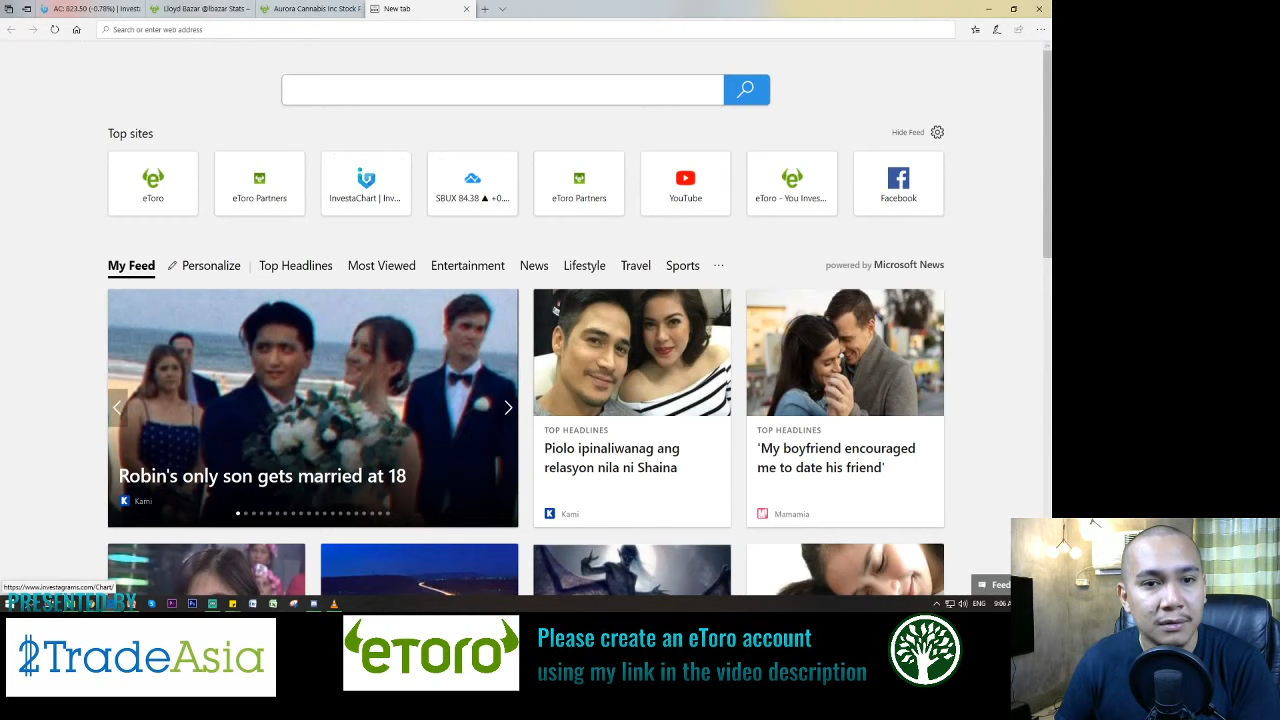 AC: 823.50 (-0.78%) | Invest
Lloyd Bazar @lbazar Stats –
Aurora Cannabis Inc Stock P
New tab
Search or enter web address
Top sites
Hide Feed
eToro
eToro Partners
InvestaChart | Inv...
SBUX 84.38 ▲ +0....
eToro Partners
YouTube
eToro - You Inves...
Facebook
My Feed
Personalize
Top Headlines
Most Viewed
Entertainment
News
Lifestyle
Travel
Sports
...
powered by Microsoft News
Robin's only son gets married at 18
Kami
TOP HEADLINES
Piolo ipinaliwanag ang
relasyon nila ni Shaina
Kami
TOP HEADLINES
'My boyfriend encouraged
me to date his friend'
Mamamia
https://www.investagrams.com/Chart/
Feed
ENG
9:06 A
PRESENTED BY
2TradeAsia
eToro
Please create an eToro account
using my link in the video description